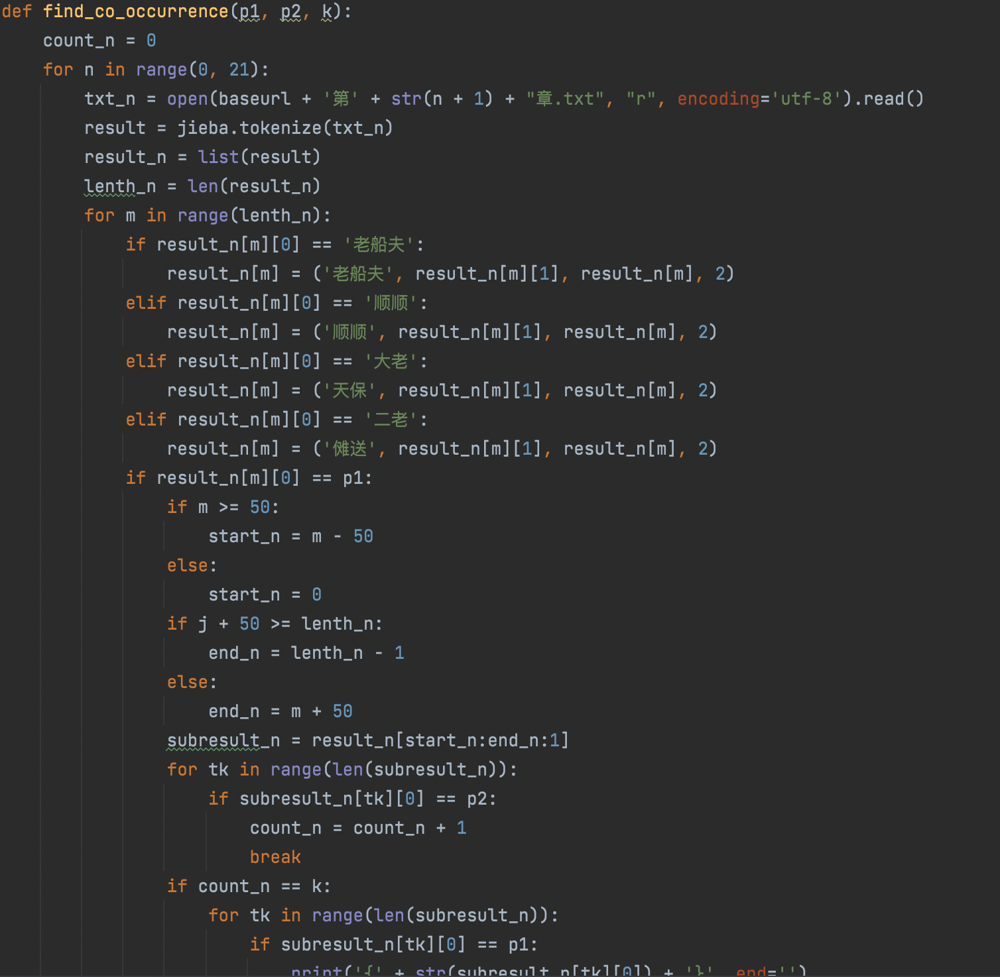 def find_co_occurrence(p1, p2, k):
    count_n = 0
    for n in range(0, 21):
        txt_n = open(baseurl + '第' + str(n + 1) + "章.txt", "r", encoding='utf-8').read()
        result = jieba.tokenize(txt_n)
        result_n = list(result)
        lenth_n = len(result_n)
        for m in range(lenth_n):
            if result_n[m][0] == '老船夫':
                result_n[m] = ('老船夫', result_n[m][1], result_n[m], 2)
            elif result_n[m][0] == '顺顺':
                result_n[m] = ('顺顺', result_n[m][1], result_n[m], 2)
            elif result_n[m][0] == '大老':
                result_n[m] = ('天保', result_n[m][1], result_n[m], 2)
            elif result_n[m][0] == '二老':
                result_n[m] = ('傩送', result_n[m][1], result_n[m], 2)
            if result_n[m][0] == p1:
                if m >= 50:
                    start_n = m - 50
                else:
                    start_n = 0
                if j + 50 >= lenth_n:
                    end_n = lenth_n - 1
                else:
                    end_n = m + 50
                subresult_n = result_n[start_n:end_n:1]
                for tk in range(len(subresult_n)):
                    if subresult_n[tk][0] == p2:
                        count_n = count_n + 1
                        break
                if count_n == k:
                    for tk in range(len(subresult_n)):
                        if subresult_n[tk][0] == p1:
                            print('{' + str(subresult_n[tk][0]) + '}', end='')